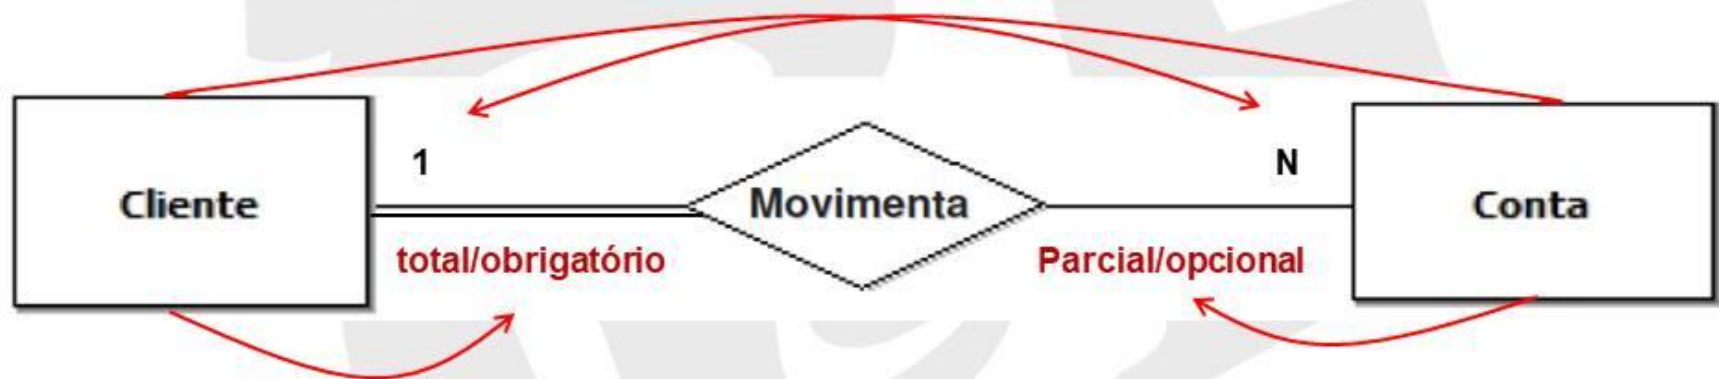 1
N
Cliente
Movimenta
Conta
total/obrigatório
Parcial/opcional